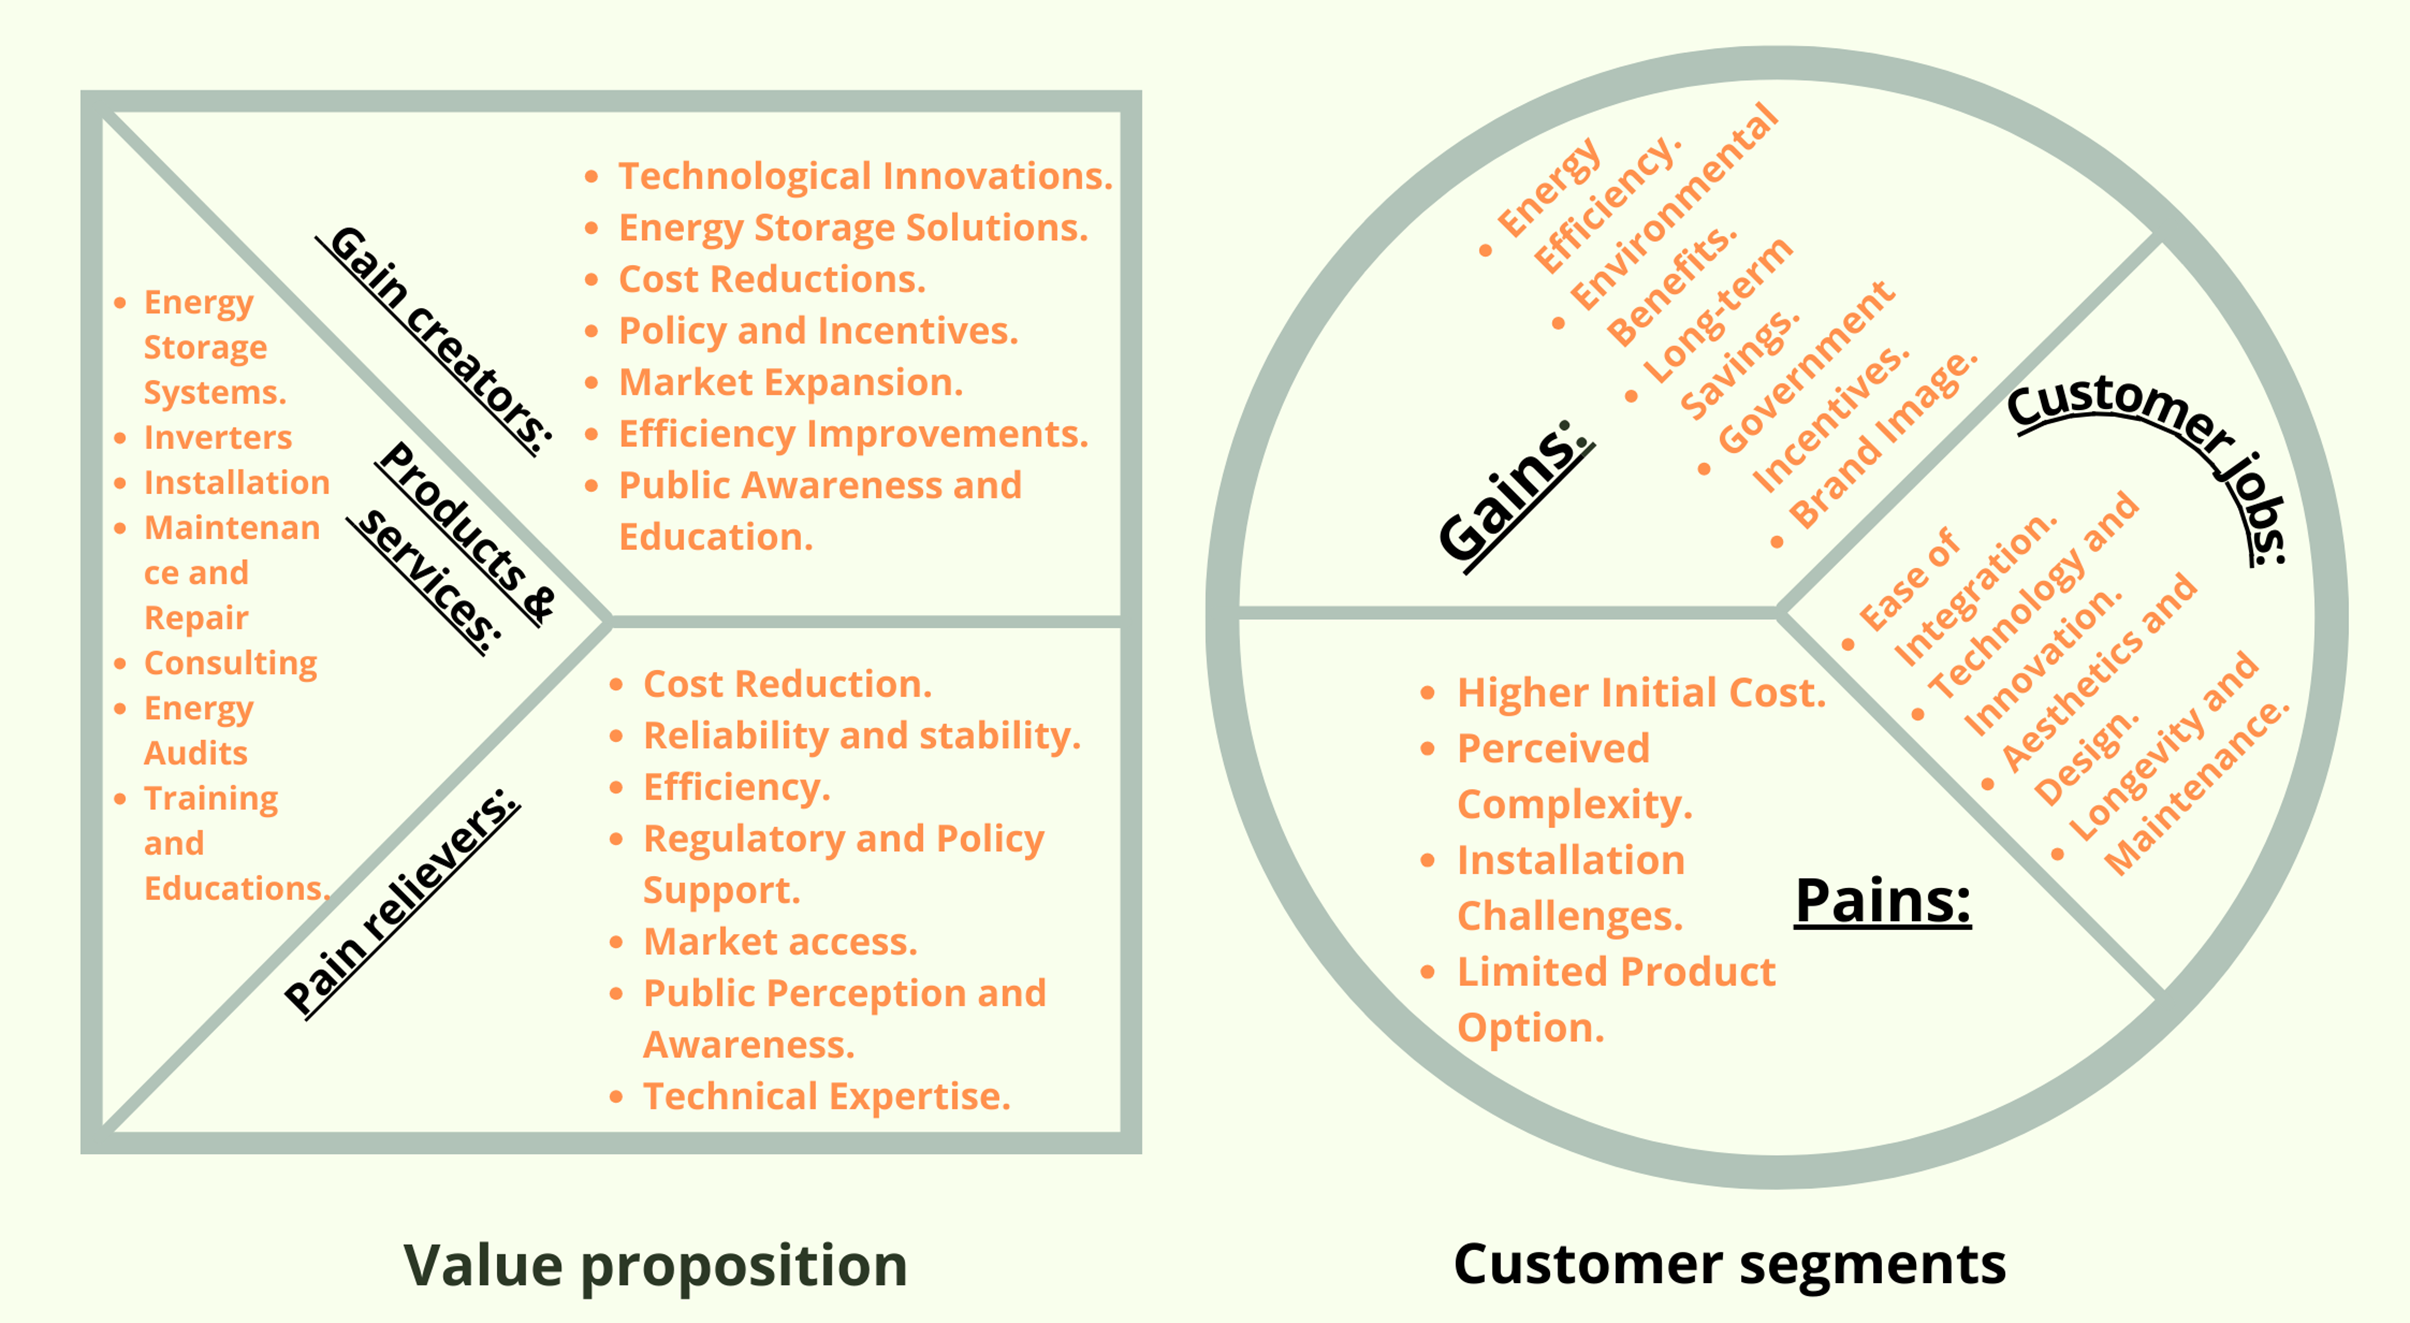 Gain creators:
• Technological Innovations.
• Energy Storage Solutions.
• Cost Reductions.
• Policy and Incentives.
• Market Expansion.
• Efficiency Improvements.
• Public Awareness and
Education.
Products &
services:
• Energy
Storage
Systems.
• Inverters
• Installation
• Maintenan
ce and
Repair
• Consulting
• Energy
Audits
• Training
and
Educations.
Pain relievers:
• Cost Reduction.
• Reliability and stability.
• Efficiency.
• Regulatory and Policy
Support.
• Market access.
• Public Perception and
Awareness.
• Technical Expertise.
Value proposition
Gains:
• Energy
Efficiency.
• Environmental
Benefits.
• Long-term
Savings.
• Government
Incentives.
• Brand Image.
Customer jobs:
• Ease of
Integration.
• Technology and
Innovation.
• Aesthetics and
Design.
• Longevity and
Maintenance.
Pains:
• Higher Initial Cost.
• Perceived
Complexity.
• Installation
Challenges.
• Limited Product
Option.
Customer segments